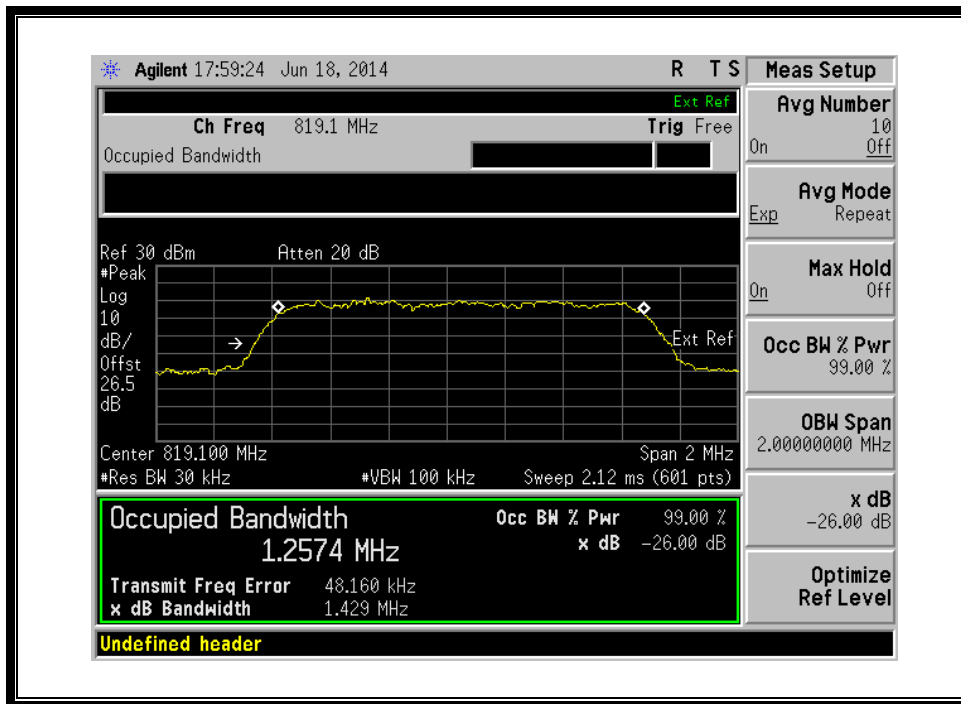 Agilent 17:59:24 Jun 18, 2014 R T S
Ext Ref
Ch Freq 819.1 MHz Trig Free
Occupied Bandwidth
Ref 30 dBm Atten 20 dB
#Peak
Log
10
dB/
Offst
26.5
dB
Ext Ref
Center 819.100 MHz Span 2 MHz
#Res BW 30 kHz #VBW 100 kHz Sweep 2.12 ms (601 pts)
Occupied Bandwidth Occ BW % Pwr 99.00 %
1.2574 MHz x dB -26.00 dB
Transmit Freq Error 48.160 kHz
x dB Bandwidth 1.429 MHz
Undefined header
Meas Setup
Avg Number
10
On Off
Avg Mode
Exp Repeat
Max Hold
On Off
Occ BW % Pwr
99.00 %
OBW Span
2.00000000 MHz
x dB
-26.00 dB
Optimize
Ref Level